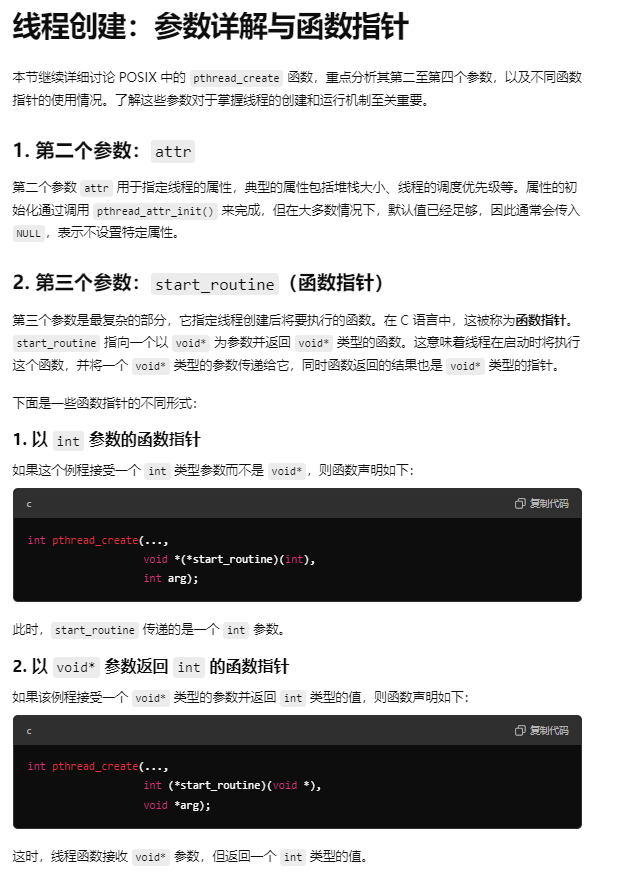 线程创建：参数详解与函数指针
本节继续详细讨论 POSIX 中的 pthread_create 函数，重点分析其第二至第四个参数，以及不同函数
指针的使用情况。了解这些参数对于掌握线程的创建和运行机制至关重要。
1. 第二个参数：attr
第二个参数 attr 用于指定线程的属性，典型的属性包括堆栈大小、线程的调度优先级等。属性的初
始化通过调用 pthread_attr_init() 来完成，但在大多数情况下，默认值已经足够，因此通常会传入
NULL，表示不设置特定属性。
2. 第三个参数：start_routine（函数指针）
第三个参数是最复杂的部分，它指定线程创建后将要执行的函数。在 C 语言中，这被称为函数指针。
start_routine 指向一个以 void* 为参数并返回 void* 类型的函数。这意味着线程在启动时将执行
这个函数，并将一个 void* 类型的参数传递给它，同时函数返回的结果也是 void* 类型的指针。
下面是一些函数指针的不同形式：
1. 以 int 参数的函数指针
如果这个例程接受一个 int 类型参数而不是 void*，则函数声明如下：
c 复制代码
int pthread_create(...,
void *(*start_routine)(int),
int arg);
此时，start_routine 传递的是一个 int 参数。
2. 以 void* 参数返回 int 的函数指针
如果该例程接受一个 void* 类型的参数并返回 int 类型的值，则函数声明如下：
c 复制代码
int pthread_create(...,
int (*start_routine)(void *),
void *arg);
这时，线程函数接收 void* 参数，但返回一个 int 类型的值。